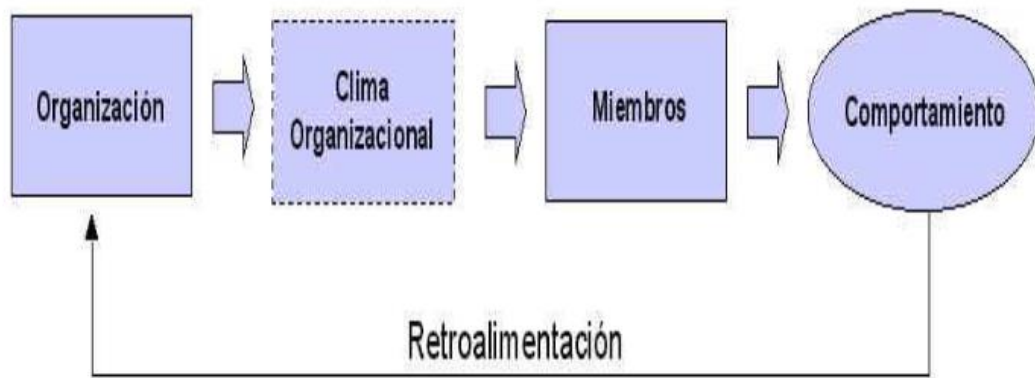 Organización
Clima
Organizacional
Miembros
Comportamiento
Retroalimentación